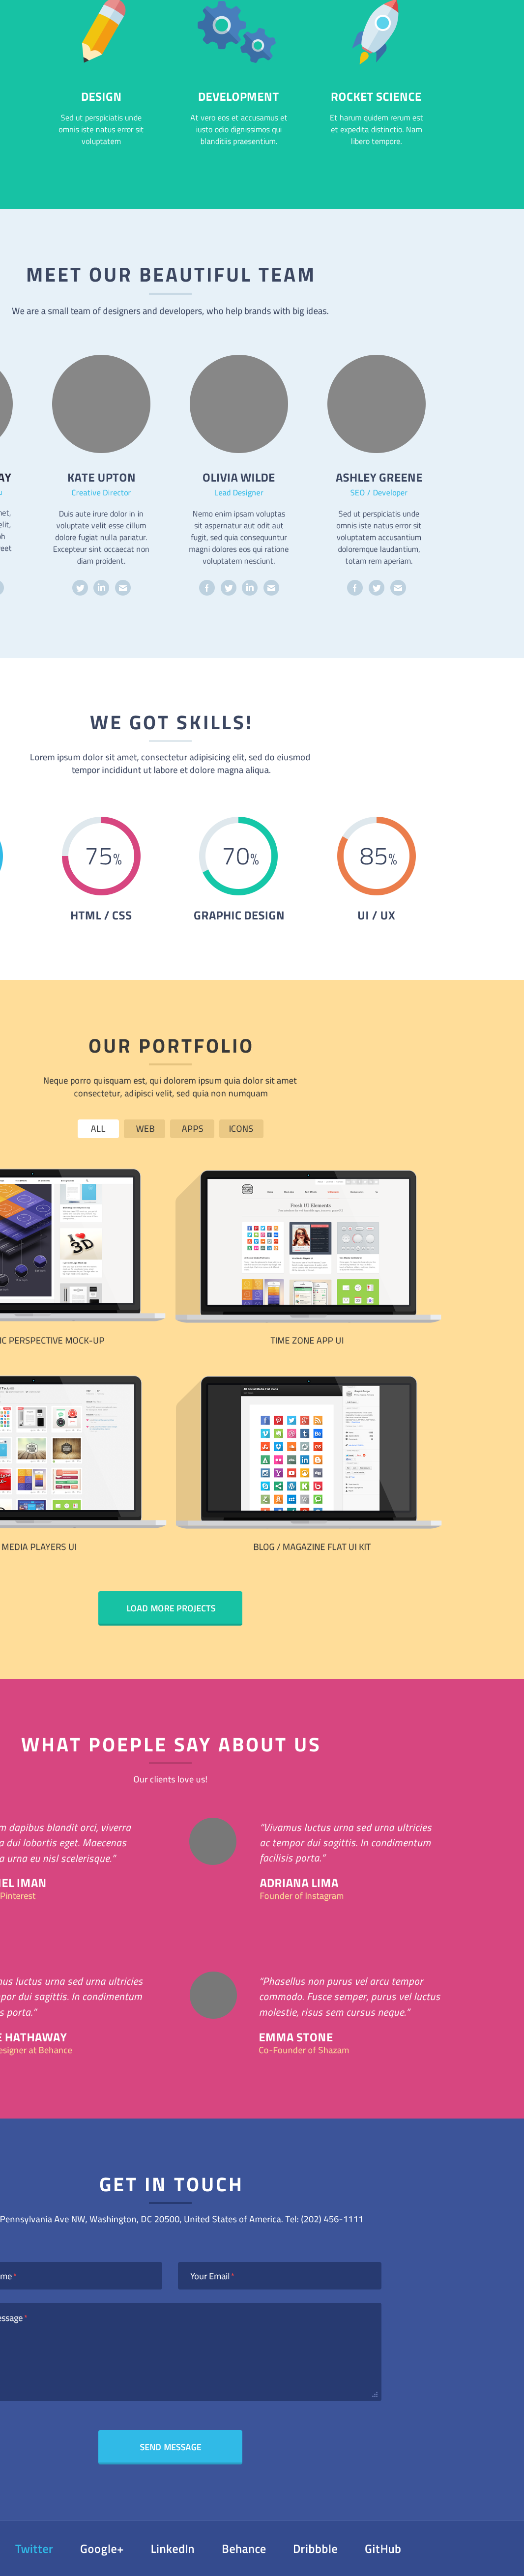 DESIGN
Sed ut perspiciatis unde
omnis iste natus error sit
voluptatem
DEVELOPMENT
At vero eos et accusamus et
iusto odio dignissimos qui
blanditiis praesentium.
ROCKET SCIENCE
Et harum quidem rerum est
et expedita distinctio. Nam
libero tempore.
MEET OUR BEAUTIFUL TEAM
We are a small team of designers and developers, who help brands with big ideas.
KATE UPTON
Creative Director
Duis aute irure dolor in in
voluptate velit esse cillum
dolore fugiat nulla pariatur.
Excepteur sint occaecat non
diam proident.
OLIVIA WILDE
Lead Designer
Nemo enim ipsam voluptas
sit aspernatur aut odit aut
fugit, sed quia consequuntur
magni dolores eos qui ratione
voluptatem nesciunt.
ASHLEY GREENE
SEO / Developer
Sed ut perspiciatis unde
omnis iste natus error sit
voluptatem accusantium
doloremque laudantium,
totam rem aperiam.
WE GOT SKILLS!
Lorem ipsum dolor sit amet, consectetur adipisicing elit, sed do eiusmod
tempor incididunt ut labore et dolore magna aliqua.
75%
HTML / CSS
70%
GRAPHIC DESIGN
85%
UI / UX
OUR PORTFOLIO
Neque porro quisquam est, qui dolorem ipsum quia dolor sit amet
consectetur, adipisci velit, sed quia non numquam
ALL WEB APPS ICONS
I 3D
Fresh UI Elements
IC PERSPECTIVE MOCK-UP
TIME ZONE APP UI
MEDIA PLAYERS UI
BLOG / MAGAZINE FLAT UI KIT
LOAD MORE PROJECTS
WHAT POEPLE SAY ABOUT US
Our clients love us!
m dapibus blandit orci, viverra
a dui lobortis eget. Maecenas
a urna eu nisl scelerisque.”
IEL IMAN
Pinterest
“Vivamus luctus urna sed urna ultricies
ac tempor dui sagittis. In condimentum
facilisis porta.”
ADRIANA LIMA
Founder of Instagram
mus luctus urna sed urna ultricies
por dui sagittis. In condimentum
s porta.”
E HATHAWAY
esigner at Behance
“Phasellus non purus vel arcu tempor
commodo. Fusce semper, purus vel luctus
molestie, risus sem cursus neque.”
EMMA STONE
Co-Founder of Shazam
GET IN TOUCH
Pennsylvania Ave NW, Washington, DC 20500, United States of America. Tel: (202) 456-1111
me *
Your Email *
essage *
SEND MESSAGE
Twitter Google+ LinkedIn Behance Dribbble GitHub